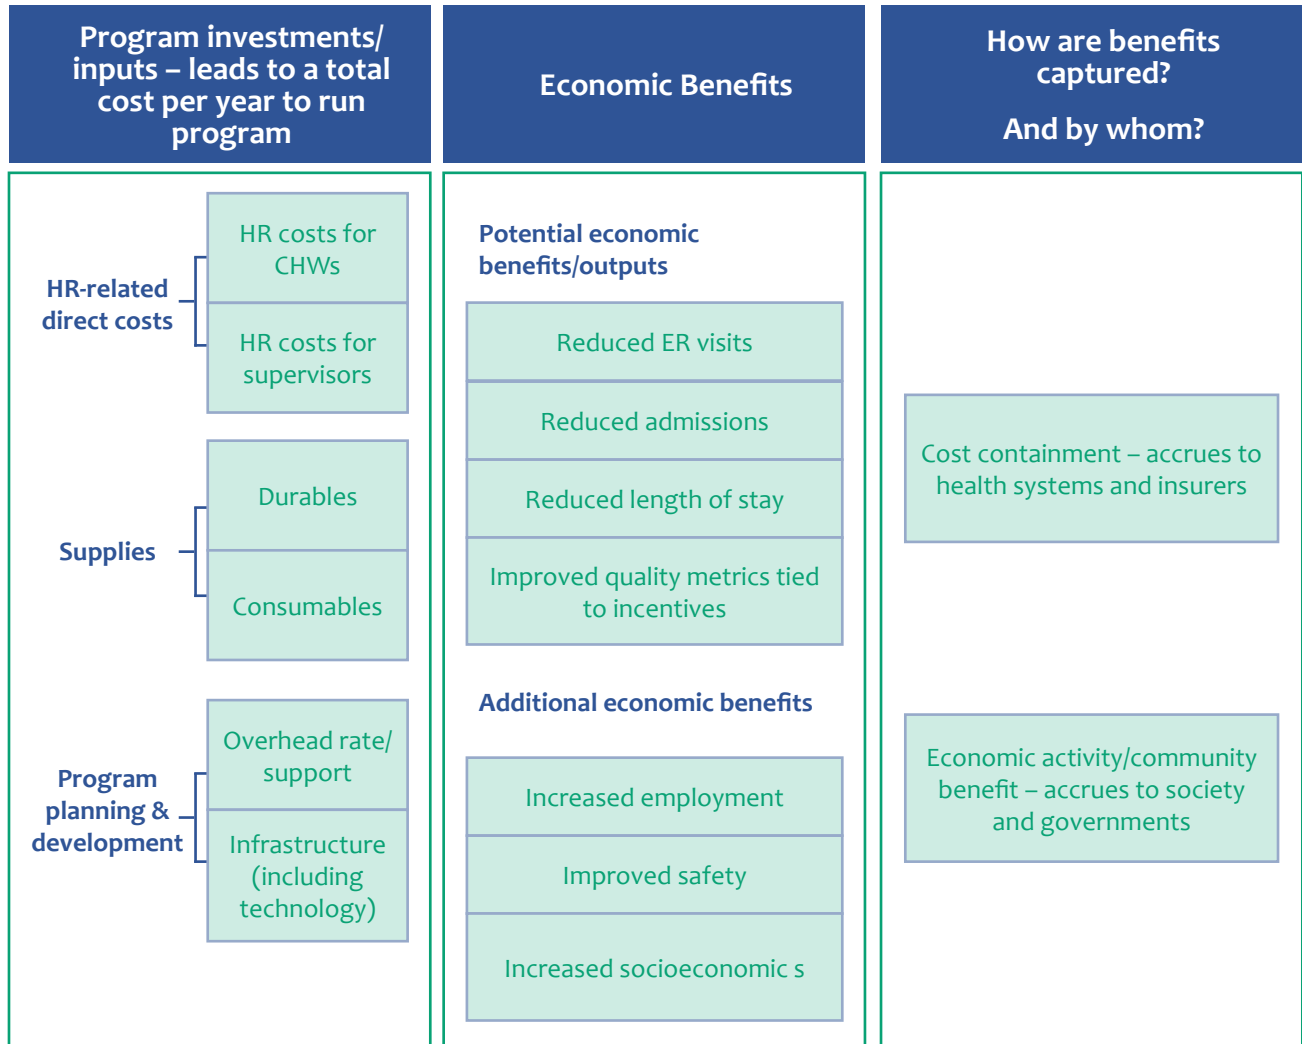 Program investments/
inputs – leads to a total
cost per year to run
program
Economic Benefits
How are benefits
captured?
And by whom?
HR-related
direct costs
HR costs for
CHWs
HR costs for
supervisors
Supplies
Durables
Consumables
Program
planning &
development
Overhead rate/
support
Infrastructure
(including
technology)
Potential economic
benefits/outputs
Reduced ER visits
Reduced admissions
Reduced length of stay
Improved quality metrics tied
to incentives
Additional economic benefits
Increased employment
Improved safety
Increased socioeconomic s
Cost containment – accrues to
health systems and insurers
Economic activity/community
benefit – accrues to society
and governments